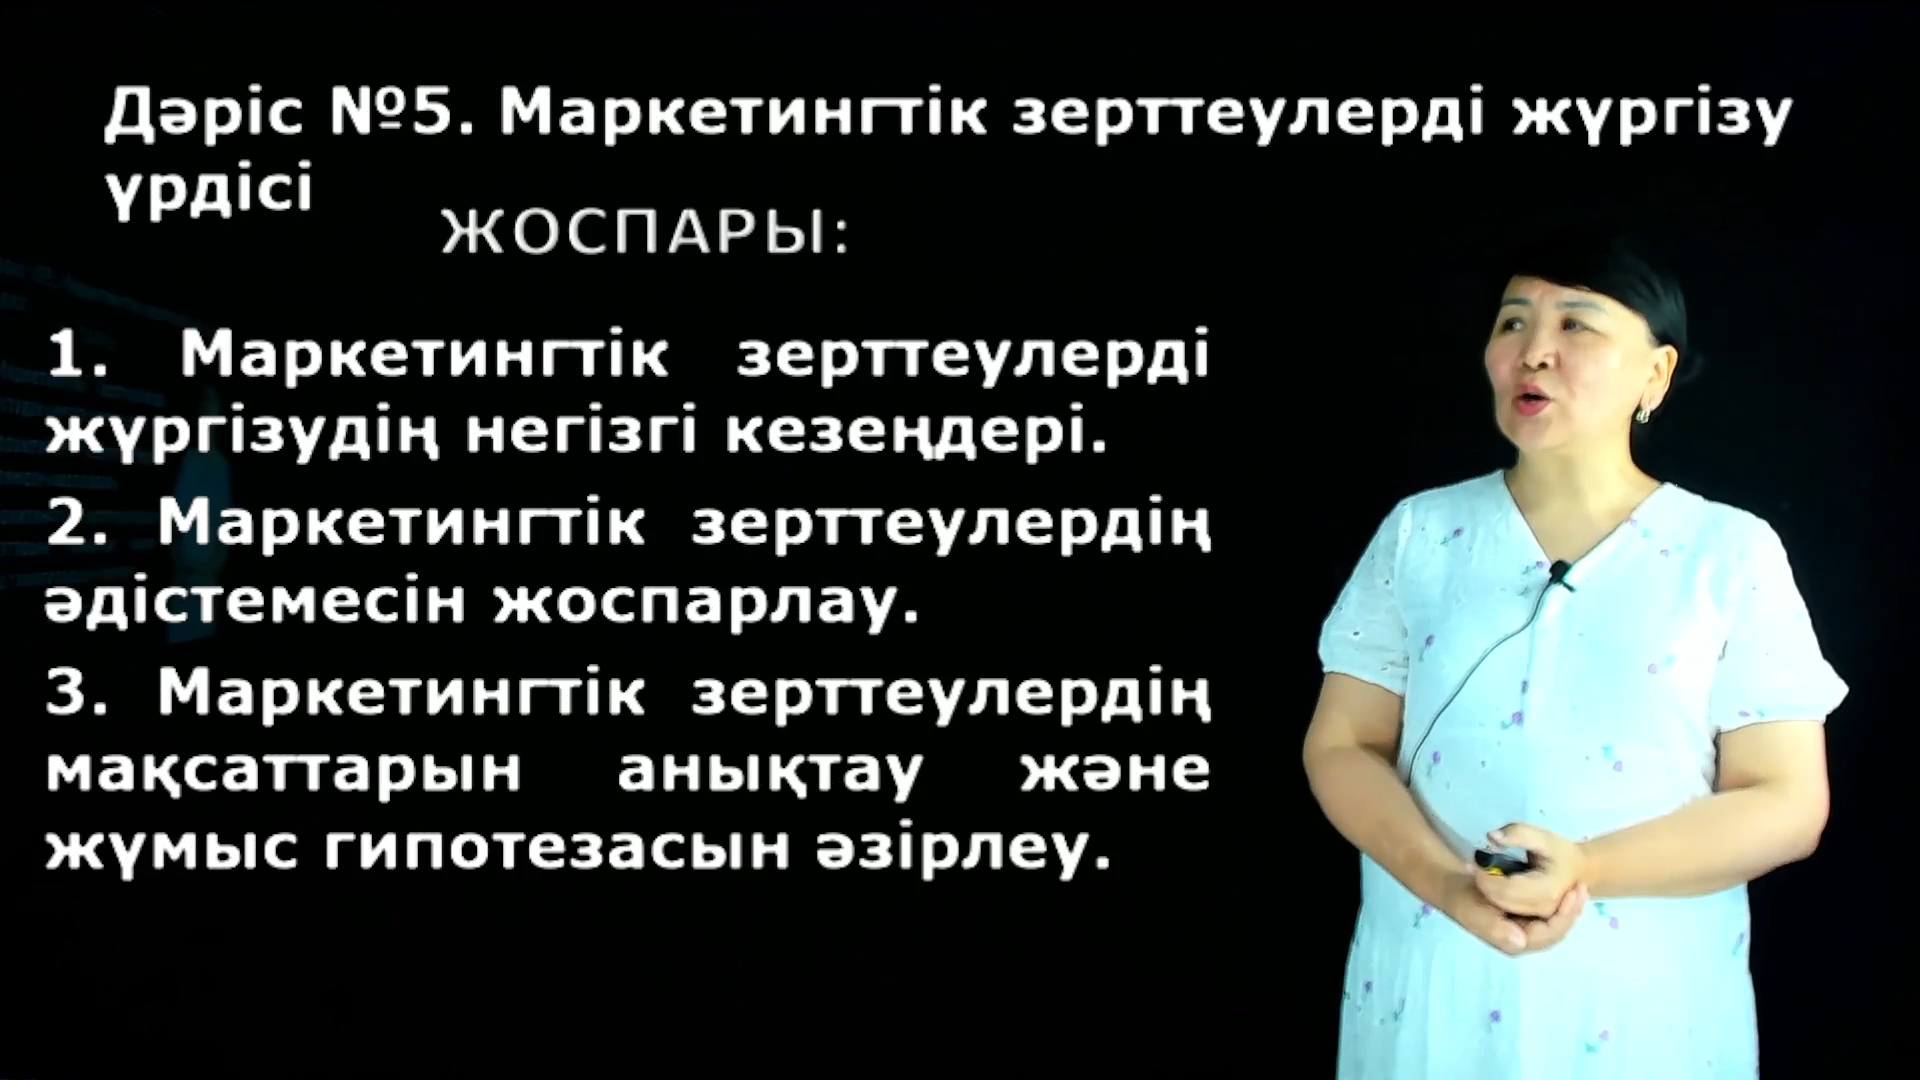 Дәріс №5. Маркетингтік зерттеулерді жүргізу
үрдісі
ЖОСПАРЫ:
1. Маркетингтік зерттеулерді
жүргізудің негізгі кезеңдері.
2. Маркетингтік зерттеулердің
әдістемесін жоспарлау.
3. Маркетингтік зерттеулердің
мақсаттарын анықтау және
жұмыс гипотезасын әзірлеу.